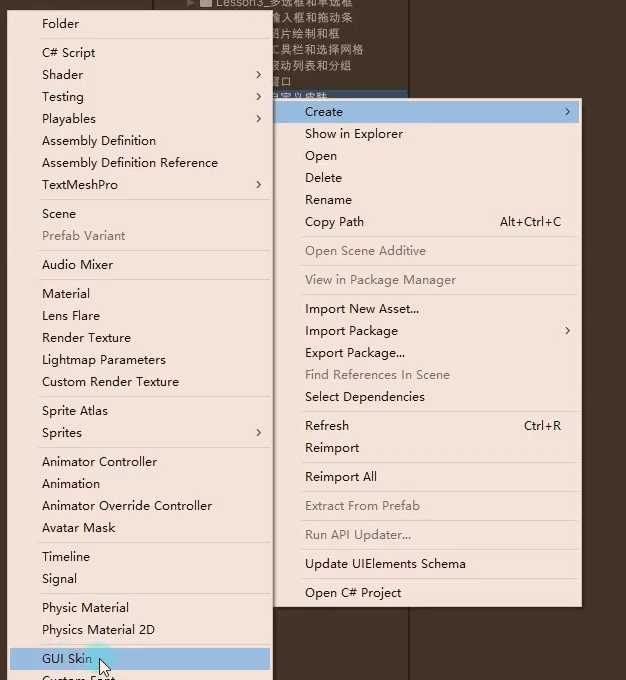 Lesson3_多选框和单选框
输入框和拖动条
图片绘制和框
工具栏和选择网格
滚动列表和分组
窗口
自定义皮肤
Folder
C# Script
Shader
Testing
Playables
Assembly Definition
Assembly Definition Reference
TextMeshPro
Scene
Prefab Variant
Audio Mixer
Material
Lens Flare
Render Texture
Lightmap Parameters
Custom Render Texture
Sprite Atlas
Sprites
Animator Controller
Animation
Animator Override Controller
Avatar Mask
Timeline
Signal
Physic Material
Physics Material 2D
GUI Skin
Custom Font
Create
Show in Explorer
Open
Delete
Rename
Copy Path Alt+Ctrl+C
Open Scene Additive
View in Package Manager
Import New Asset...
Import Package
Export Package...
Find References In Scene
Select Dependencies
Refresh Ctrl+R
Reimport
Reimport All
Extract From Prefab
Run API Updater...
Update UIElements Schema
Open C# Project